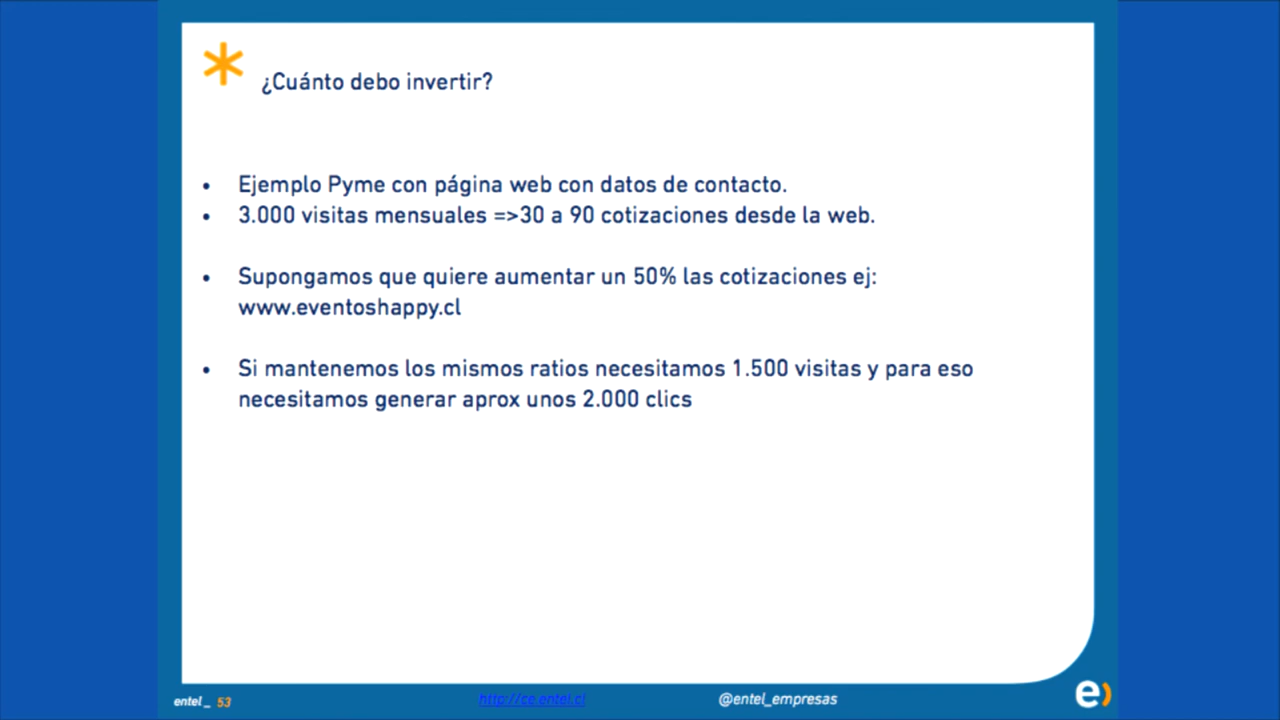 ¿Cuánto debo invertir?
• Ejemplo Pyme con página web con datos de contacto.
• 3.000 visitas mensuales =>30 a 90 cotizaciones desde la web.
• Supongamos que quiere aumentar un 50% las cotizaciones ej:
www.eventoshappy.cl
• Si mantenemos los mismos ratios necesitamos 1.500 visitas y para eso
necesitamos generar aprox unos 2.000 clics
entel_ 53
http://ce.entel.cl
@entel_empresas
e)